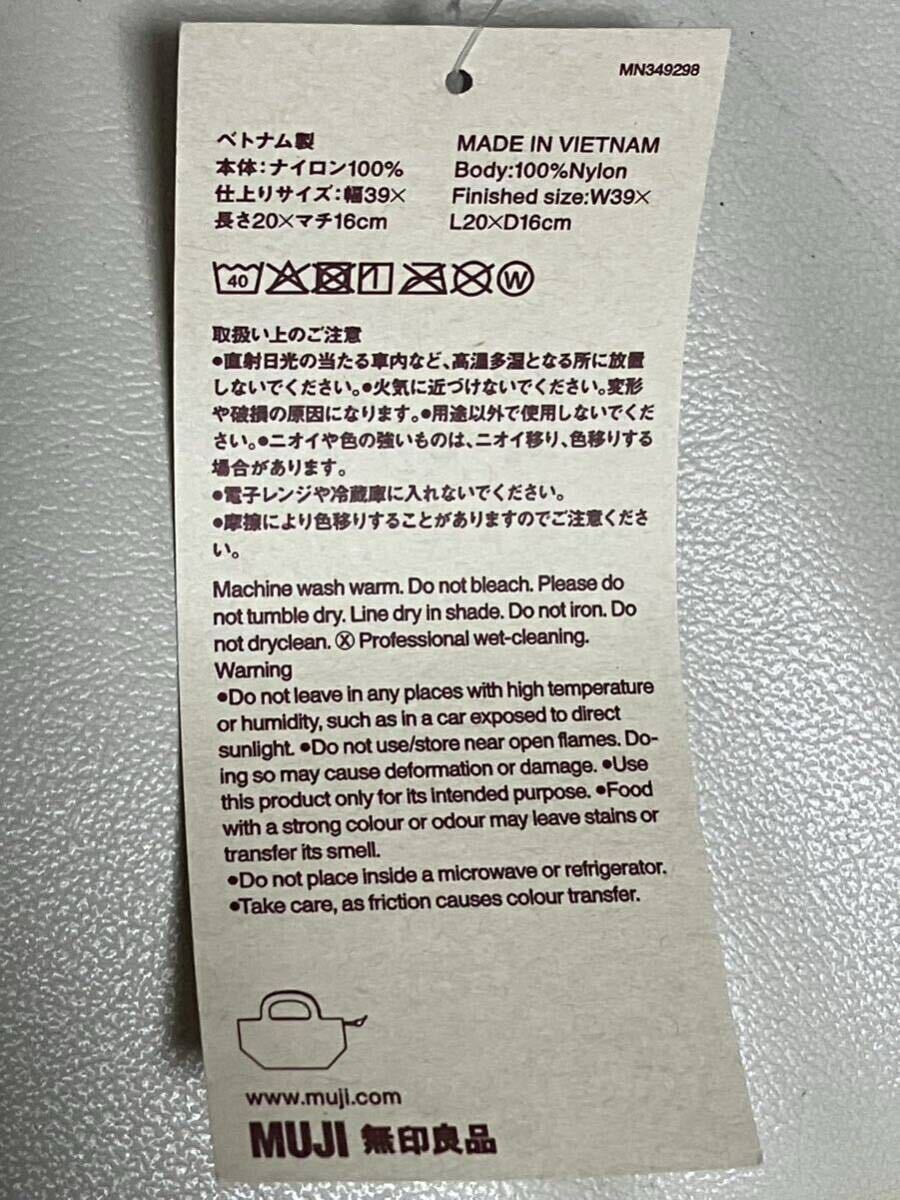 MN349298
ベトナム製
本体:ナイロン100%
仕上りサイズ:幅39×
長さ20×マチ16cm
MADE IN VIETNAM
Body:100%Nylon
Finished size:W39×
L20×D16cm
40
W
取扱い上のご注意
●直射日光の当たる車内など、高温多湿となる所に放置
しないでください。●火気に近づけないでください。変形
や破損の原因になります。●用途以外で使用しないでくだ
さい。●ニオイや色の強いものは、ニオイ移り、色移りする
場合があります。
●電子レンジや冷蔵庫に入れないでください。
●摩擦により色移りすることがありますのでご注意くださ
い。
Machine wash warm. Do not bleach. Please do
not tumble dry. Line dry in shade. Do not iron. Do
not dryclean. Ⓧ Professional wet-cleaning.
Warning
●Do not leave in any places with high temperature
or humidity, such as in a car exposed to direct
sunlight. ●Do not use/store near open flames. Do-
ing so may cause deformation or damage. ●Use
this product only for its intended purpose. ●Food
with a strong colour or odour may leave stains or
transfer its smell.
●Do not place inside a microwave or refrigerator.
●Take care, as friction causes colour transfer.
www.muji.com
MUJI 無印良品